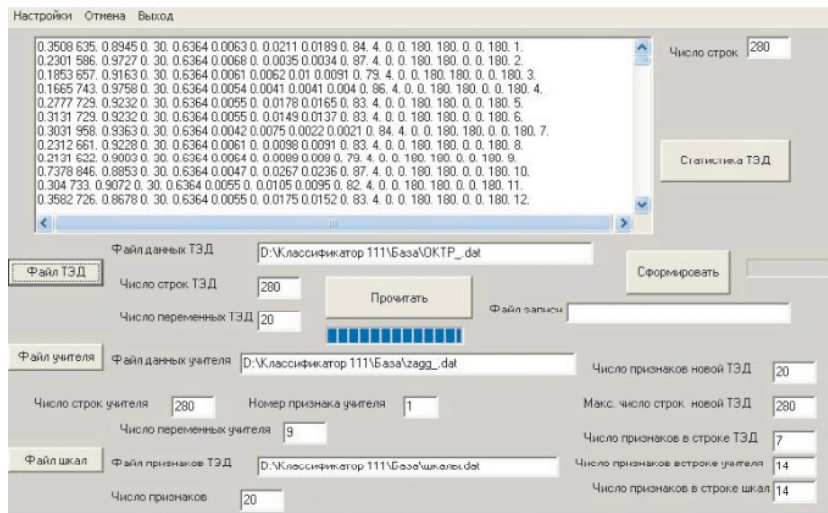 Настройки Отмена Выход
0.3508 635. 0.8945 0. 30. 0.6364 0.0063 0. 0.0211 0.0189 0. 84. 4. 0. 0. 180. 180. 0. 0. 180. 1.
0.2301 586. 0.9727 0. 30. 0.6364 0.0068 0. 0.0035 0.0034 0. 87. 4. 0. 0. 180. 180. 0. 0. 180. 2.
0.1853 657. 0.9163 0. 30. 0.6364 0.0061 0.0062 0.01 0.0091 0. 79. 4. 0. 0. 180. 180. 0. 0. 180. 3.
0.1665 743. 0.9758 0. 30. 0.6364 0.0054 0.0041 0.0041 0.004 0. 86. 4. 0. 0. 180. 180. 0. 0. 180. 4.
0.2777 729. 0.9232 0. 30. 0.6364 0.0055 0. 0.0178 0.0165 0. 83. 4. 0. 0. 180. 180. 0. 0. 180. 5.
0.3131 729. 0.9232 0. 30. 0.6364 0.0055 0. 0.0149 0.0137 0. 83. 4. 0. 0. 180. 180. 0. 0. 180. 6.
0.3031 958. 0.9363 0. 30. 0.6364 0.0042 0.0075 0.0022 0.0021 0. 84. 4. 0. 0. 180. 180. 0. 0. 180. 7.
0.2312 661. 0.9228 0. 30. 0.6364 0.0061 0. 0.0098 0.0091 0. 83. 4. 0. 0. 180. 180. 0. 0. 180. 8.
0.2131 622. 0.9003 0. 30. 0.6364 0.0064 0. 0.0089 0.008 0. 79. 4. 0. 0. 180. 180. 0. 0. 180. 9.
0.7378 846. 0.8853 0. 30. 0.6364 0.0047 0. 0.0267 0.0236 0. 87. 4. 0. 0. 180. 180. 0. 0. 180. 10.
0.304 733. 0.9072 0. 30. 0.6364 0.0055 0. 0.0105 0.0095 0. 82. 4. 0. 0. 180. 180. 0. 0. 180. 11.
0.3582 726. 0.8678 0. 30. 0.6364 0.0055 0. 0.0175 0.0152 0. 83. 4. 0. 0. 180. 180. 0. 0. 180. 12.
Число строк 280
Статистика ТЭД
Файл ТЭД
Файл данных ТЭД D:\Классификатор 111\База\ОКТР_.dat
Число строк ТЭД 280
Число переменных ТЭД 20
Прочитать
Сформировать
Файл записи
Файл учителя
Файл данных учителя D:\Классификатор 111\База\zagg_.dat
Число строк учителя 280
Номер признака учителя 1
Число переменных учителя 9
Файл шкал
Файл признаков ТЭД D:\Классификатор 111\База\шкалы.dat
Число признаков 20
Число признаков новой ТЭД 20
Макс. число строк новой ТЭД 280
Число признаков в строке ТЭД 7
Число признаков встроке учителя 14
Число признаков в строке шкал 14